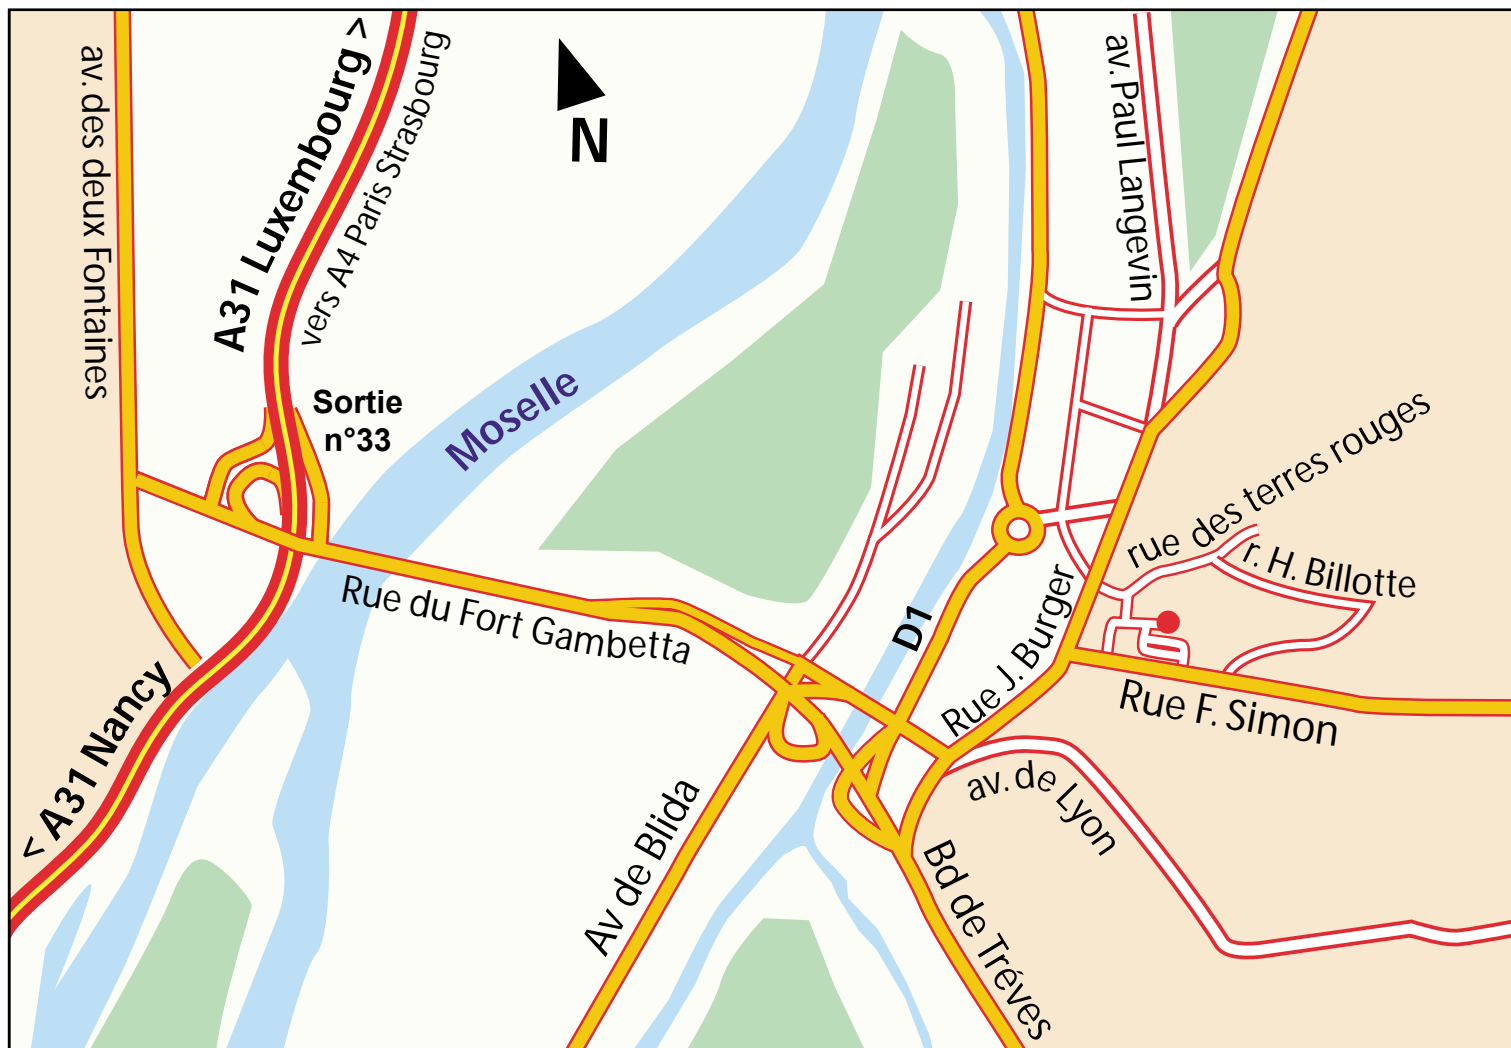 av. des deux Fontaines
A31 Luxembourg >
vers A4 Paris Strasbourg
N
av. Paul Langevin
Sortie
n°33
Moselle
rue des terres rouges
r. H. Billotte
Rue du Fort Gambetta
D1
Rue J. Burger
Rue F. Simon
< A31 Nancy
av. de Lyon
Av de Blida
Bd de Tréves